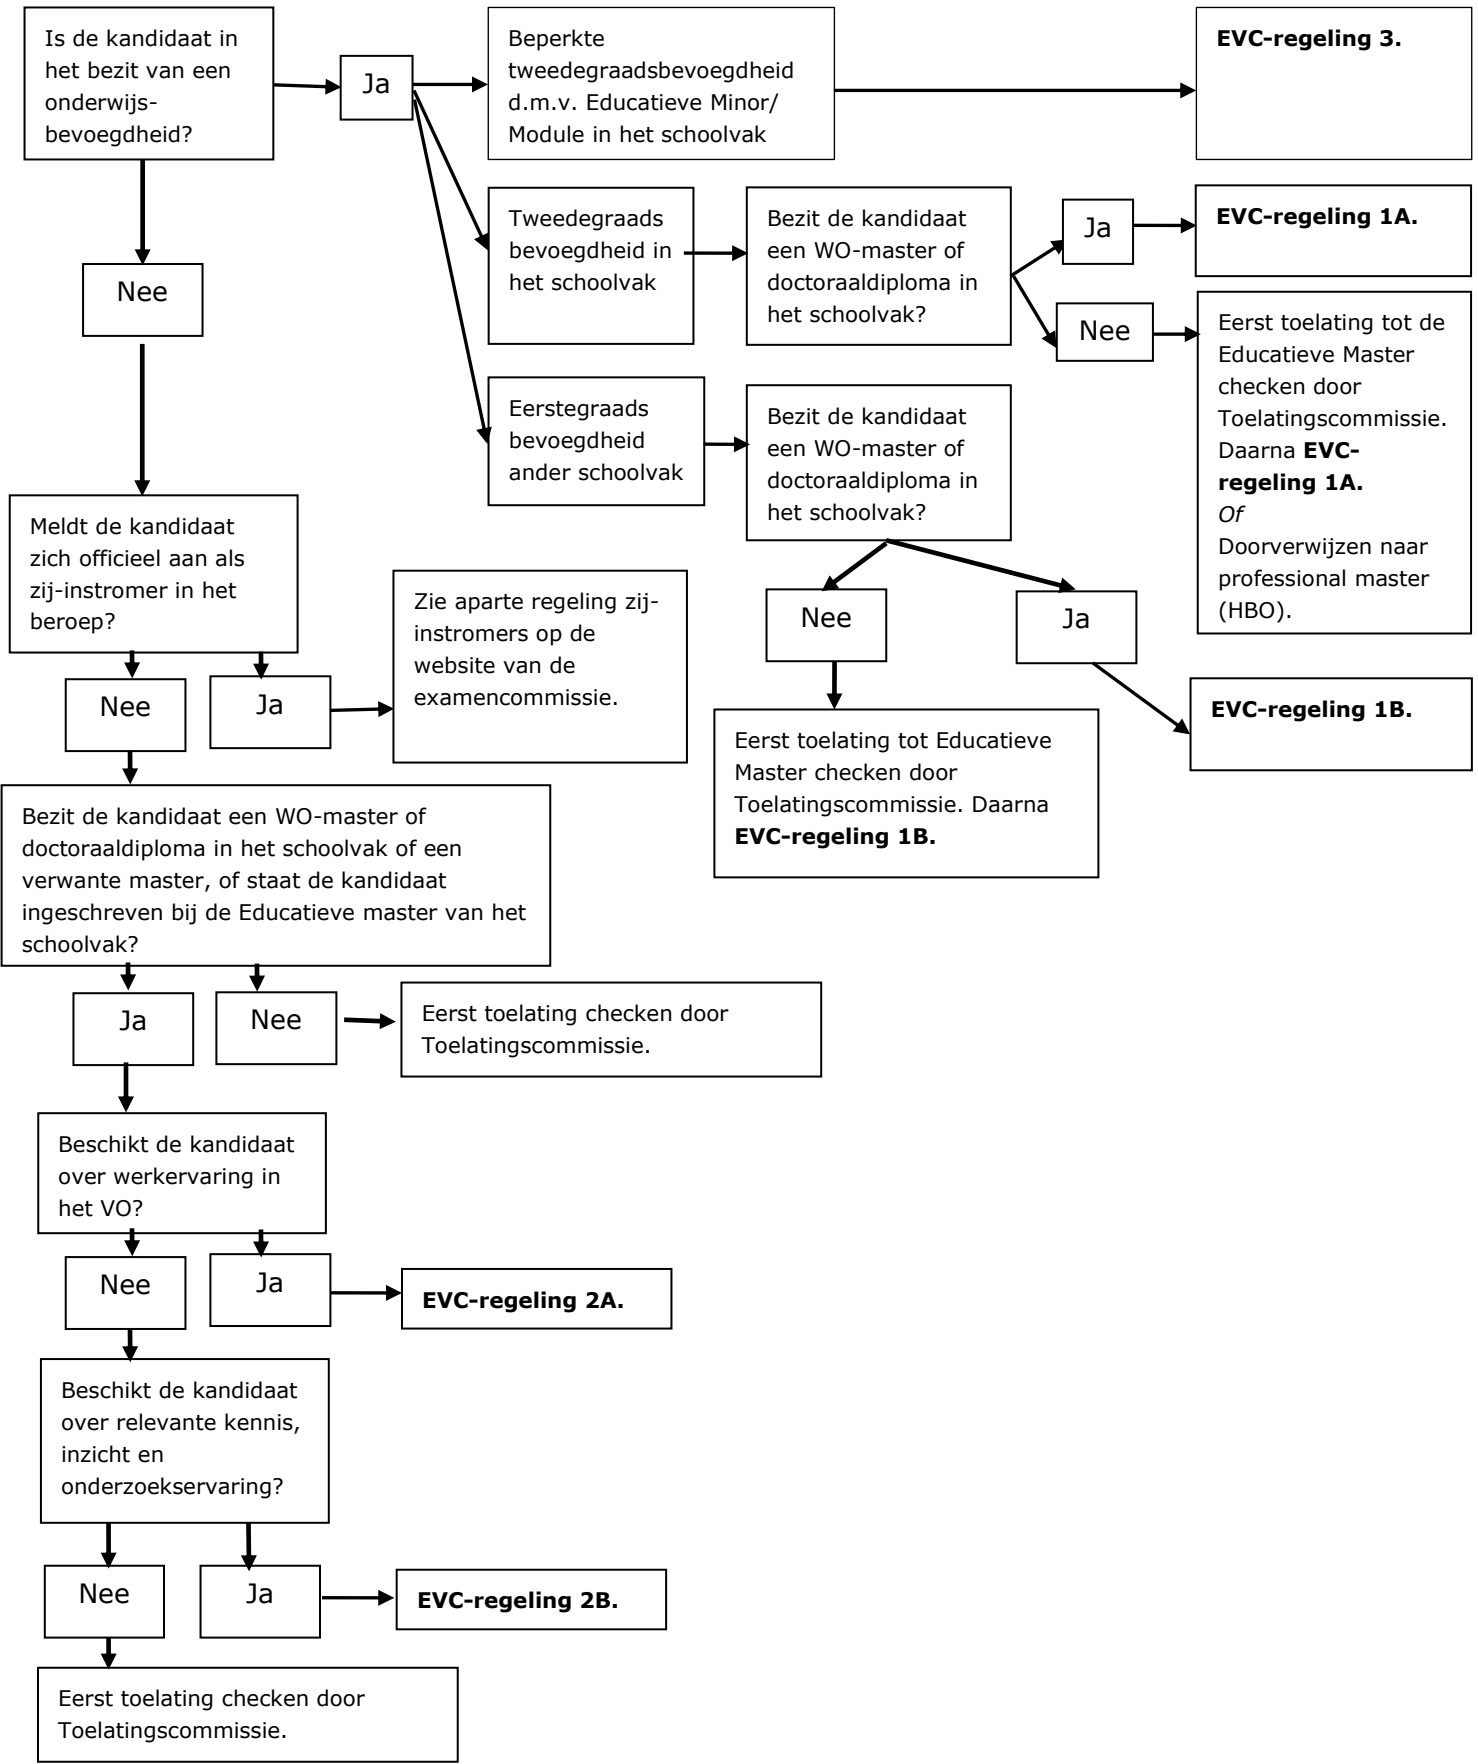 Is de kandidaat in
het bezit van een
onderwijs-
bevoegdheid?
Ja
Beperkte
tweedegraadsbevoegdheid
d.m.v. Educatieve Minor/
Module in het schoolvak
EVC-regeling 3.
Tweedegraads
bevoegdheid in
het schoolvak
Bezit de kandidaat
een WO-master of
doctoraaldiploma in
het schoolvak?
Ja
EVC-regeling 1A.
Nee
Eerst toelating tot de
Educatieve Master
checken door
Toelatingscommissie.
Daarna EVC-
regeling 1A.
Of
Doorverwijzen naar
professional master
(HBO).
Eerstegraads
bevoegdheid
ander schoolvak
Bezit de kandidaat
een WO-master of
doctoraaldiploma in
het schoolvak?
Nee
Ja
Eerst toelating tot Educatieve
Master checken door
Toelatingscommissie. Daarna
EVC-regeling 1B.
EVC-regeling 1B.
Nee
Meldt de kandidaat
zich officieel aan als
zij-instromer in het
beroep?
Nee
Ja
Zie aparte regeling zij-
instromers op de
website van de
examencommissie.
Bezit de kandidaat een WO-master of
doctoraaldiploma in het schoolvak of een
verwante master, of staat de kandidaat
ingeschreven bij de Educatieve master van het
schoolvak?
Ja
Nee
Eerst toelating checken door
Toelatingscommissie.
Beschikt de kandidaat
over werkervaring in
het VO?
Nee
Ja
EVC-regeling 2A.
Beschikt de kandidaat
over relevante kennis,
inzicht en
onderzoekservaring?
Nee
Ja
EVC-regeling 2B.
Eerst toelating checken door
Toelatingscommissie.